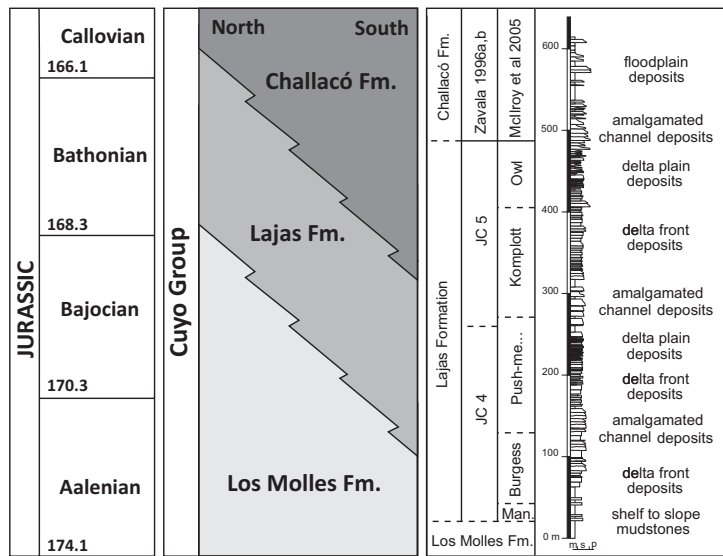 JURASSIC
Callovian
166.1
Bathonian
168.3
Bajocian
170.3
Aalenian
174.1
Cuyo Group
North South
Challacó Fm.
Lajas Fm.
Los Molles Fm.
Challacó Fm.
Lajas Formation
Zavala 1996a,b
JC 5
JC 4
McIlroy et al 2005
Owl
Komplott
Push-me...
Burgess
Man.
Los Molles Fm.
600
500
400
300
200
100
0 m
m s p
floodplain
deposits
amalgamated
channel deposits
delta plain
deposits
delta front
deposits
amalgamated
channel deposits
delta plain
deposits
delta front
deposits
amalgamated
channel deposits
delta front
deposits
shelf to slope
mudstones